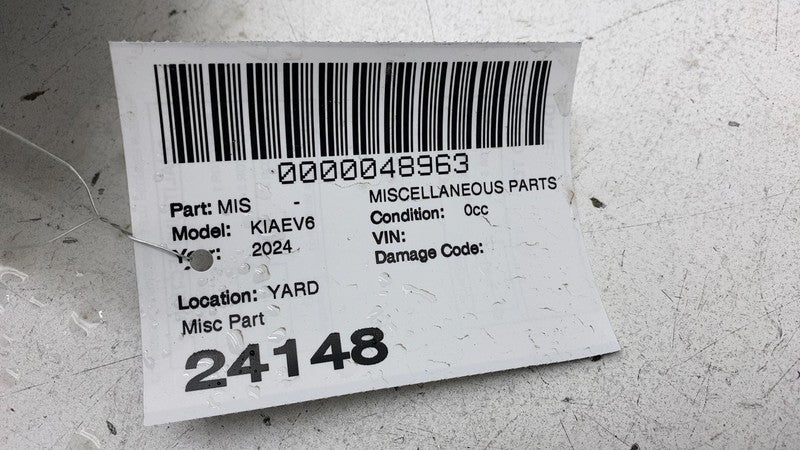 0000048963
Part: MIS - MISCELLANEOUS PARTS
Model: KIAEV6 Condition: 0cc
2024 VIN:
Damage Code:
Location: YARD
Misc Part
24148